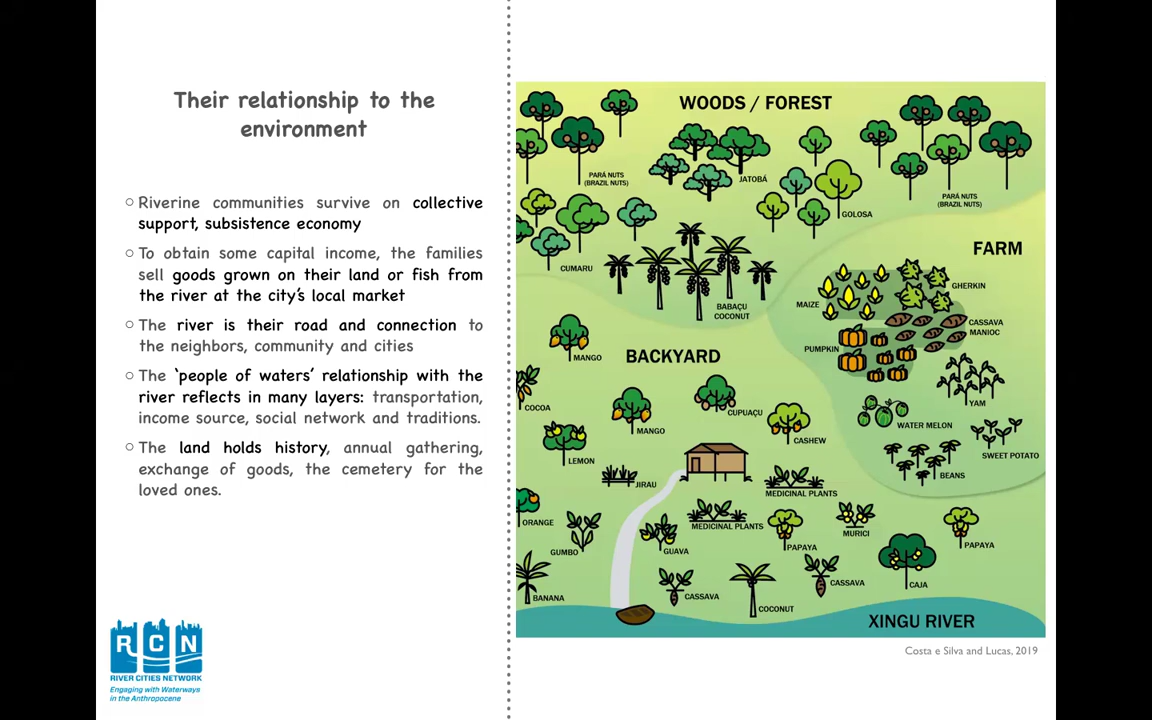 Their relationship to the
environment
Riverine communities survive on collective
support, subsistence economy
To obtain some capital income, the families
sell goods grown on their land or fish from
the river at the city's local market
The river is their road and connection to
the neighbors, community and cities
The 'people of waters' relationship with the
river reflects in many layers: transportation,
income source, social network and traditions.
The land holds history, annual gathering,
exchange of goods, the cemetery for the
loved ones.
RCN
RIVER CITIES NETWORK
Engaging with Waterways
in the Anthropocene
WOODS / FOREST
PARÁ NUTS
(BRAZIL NUTS)
JATOBÁ
GOLOSA
PARÁ NUTS
(BRAZIL NUTS)
CUMARU
BABAÇU
COCONUT
FARM
MAIZE
GHERKIN
CASSAVA
MANIOC
PUMPKIN
YAM
WATER MELON
SWEET POTATO
BEANS
BACKYARD
MANGO
COCOA
MANGO
CUPUAÇU
CASHEW
LEMON
JIRAU
MEDICINAL PLANTS
ORANGE
GUMBO
GUAVA
MEDICINAL PLANTS
PAPAYA
MURICI
PAPAYA
BANANA
CASSAVA
COCONUT
CASSAVA
CAJA
XINGU RIVER
Costa e Silva and Lucas, 2019